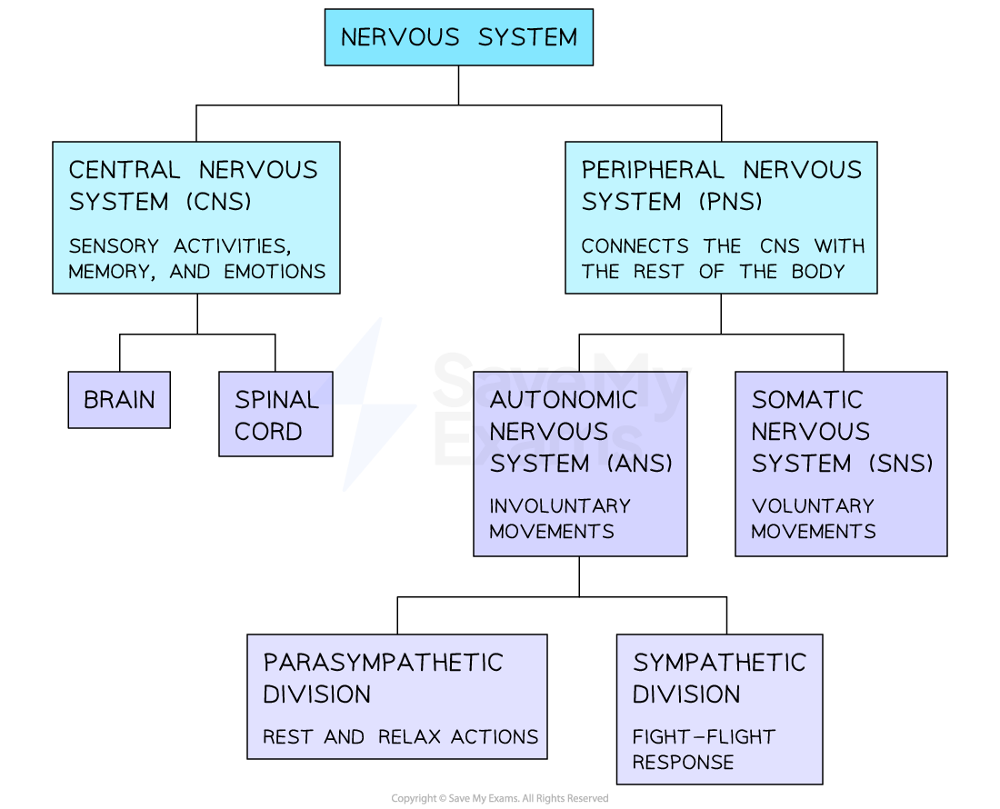 NERVOUS SYSTEM
CENTRAL NERVOUS
SYSTEM (CNS)
SENSORY ACTIVITIES,
MEMORY, AND EMOTIONS
PERIPHERAL NERVOUS
SYSTEM (PNS)
CONNECTS THE CNS WITH
THE REST OF THE BODY
BRAIN
SPINAL
CORD
AUTONOMIC
NERVOUS
SYSTEM (ANS)
INVOLUNTARY
MOVEMENTS
SOMATIC
NERVOUS
SYSTEM (SNS)
VOLUNTARY
MOVEMENTS
SaveMy
Exams
PARASYMPATHETIC
DIVISION
REST AND RELAX ACTIONS
SYMPATHETIC
DIVISION
FIGHT-FLIGHT
RESPONSE
Copyright © Save My Exams. All Rights Reserved